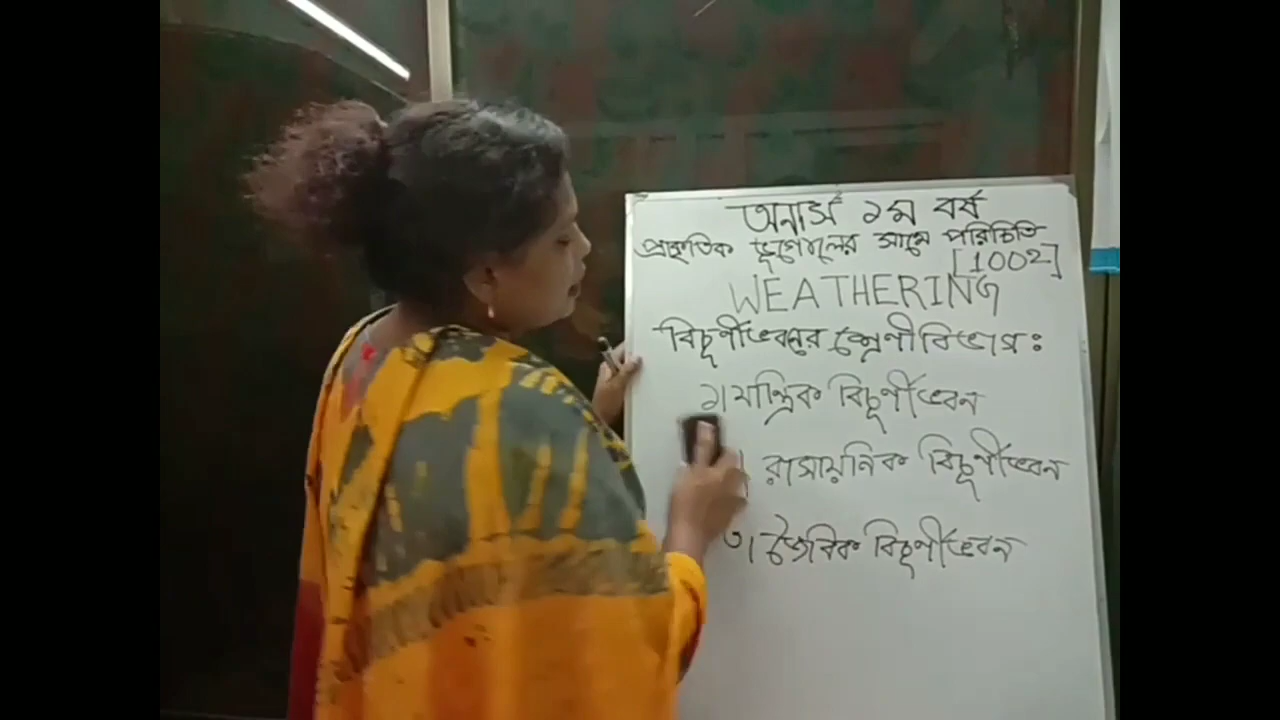 অনার্স ১ম বর্ষ
প্রাকৃতিক ভূগোলের সাথে পরিচিতি
[1002]
WEATHERING
বিচূর্ণীভবনের শ্রেণীবিভাগ:
১। যান্ত্রিক বিচূর্ণীভবন
। রাসায়নিক বিচূর্ণীভবন
৩। জৈবিক বিচূর্ণীভবন